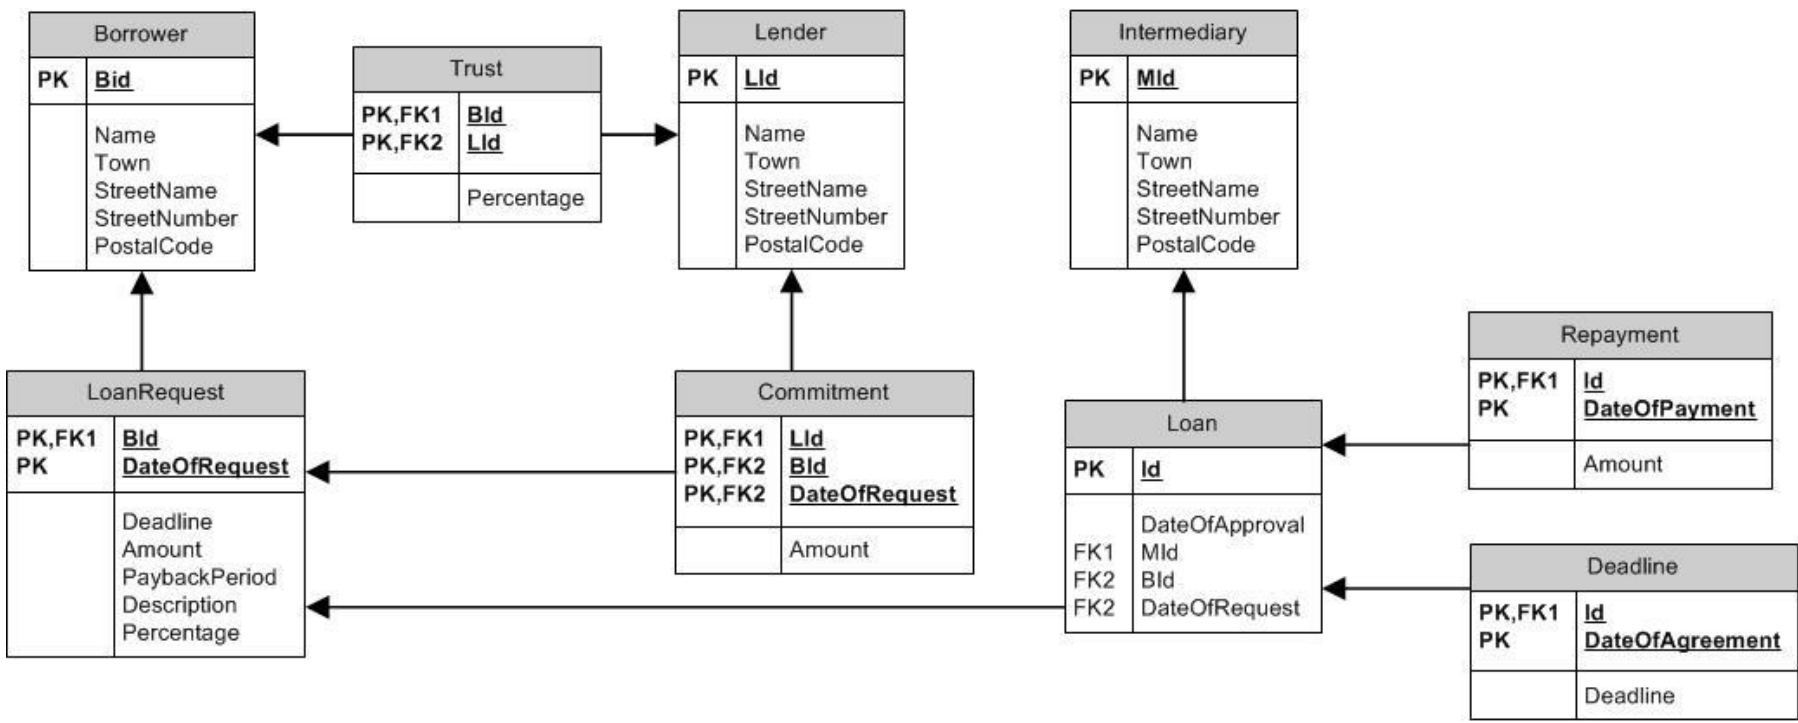 Borrower
PK Bid
Name
Town
StreetName
StreetNumber
PostalCode
Trust
PK,FK1 BId
PK,FK2 LId
Percentage
Lender
PK LId
Name
Town
StreetName
StreetNumber
PostalCode
Intermediary
PK MId
Name
Town
StreetName
StreetNumber
PostalCode
LoanRequest
PK,FK1 BId
PK DateOfRequest
Deadline
Amount
PaybackPeriod
Description
Percentage
Commitment
PK,FK1 LId
PK,FK2 BId
PK,FK2 DateOfRequest
Amount
Loan
PK Id
DateOfApproval
FK1 MId
FK2 BId
FK2 DateOfRequest
Repayment
PK,FK1 Id
PK DateOfPayment
Amount
Deadline
PK,FK1 Id
PK DateOfAgreement
Deadline